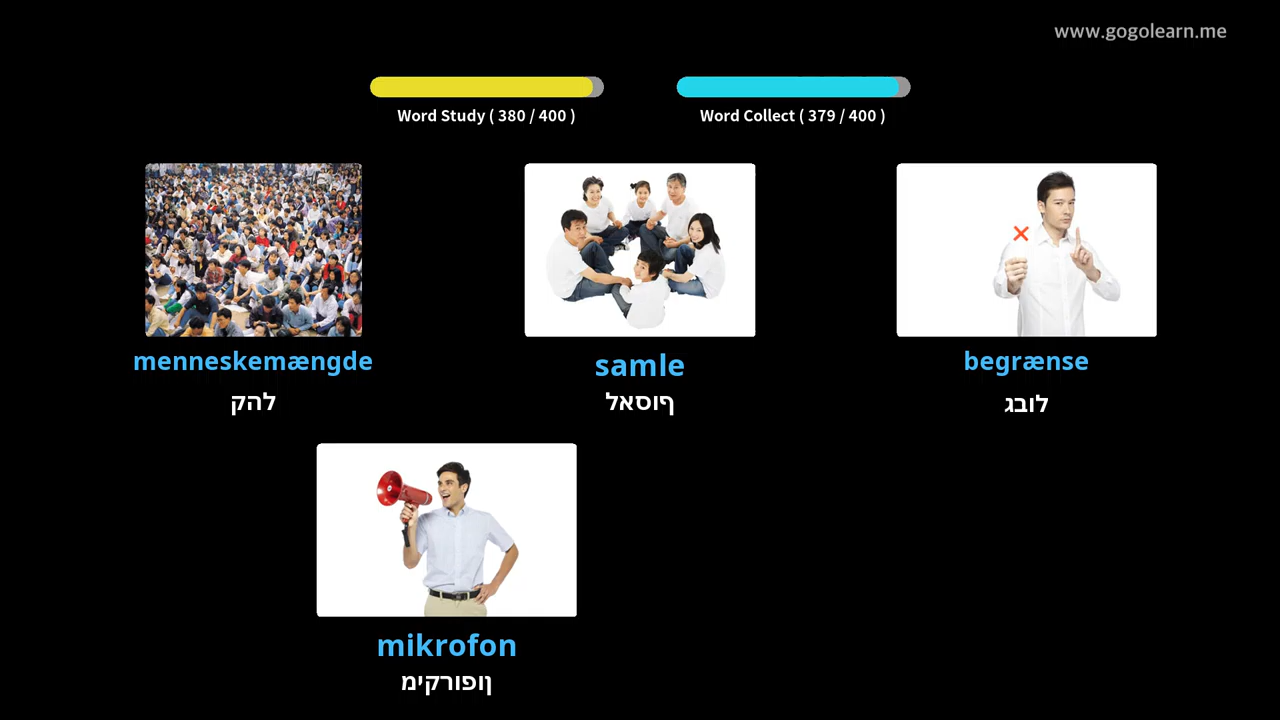 www.gogolearn.me
Word Study ( 380 / 400 )
Word Collect ( 379 / 400 )
menneskemængde
קהל
samle
לאסוף
begrænse
גבול
mikrofon
מיקרופון